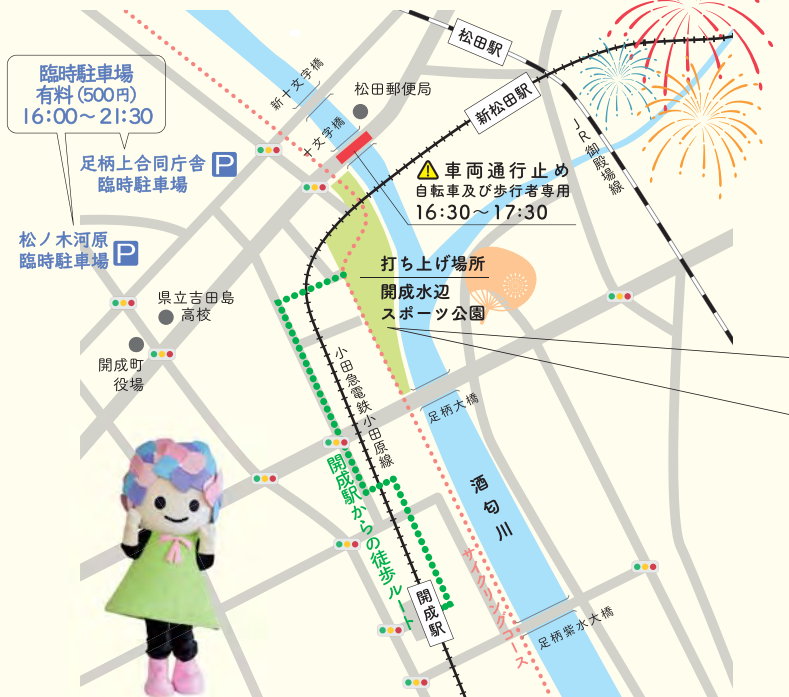 松田駅
臨時駐車場
有料(500円)
16:00〜21:30
新十文字橋
松田郵便局
新松田駅
十文字橋
JR御殿場線
足柄上合同庁舎
臨時駐車場
P
車両通行止め
自転車及び歩行者専用
16:30〜17:30
松ノ木河原
臨時駐車場
P
打ち上げ場所
開成水辺
スポーツ公園
県立吉田島
高校
開成町
役場
小田急電鉄小田原線
足柄大橋
開成駅からの徒歩ルート
酒匂川
サイクリングコース
開成駅
足柄紫水大橋